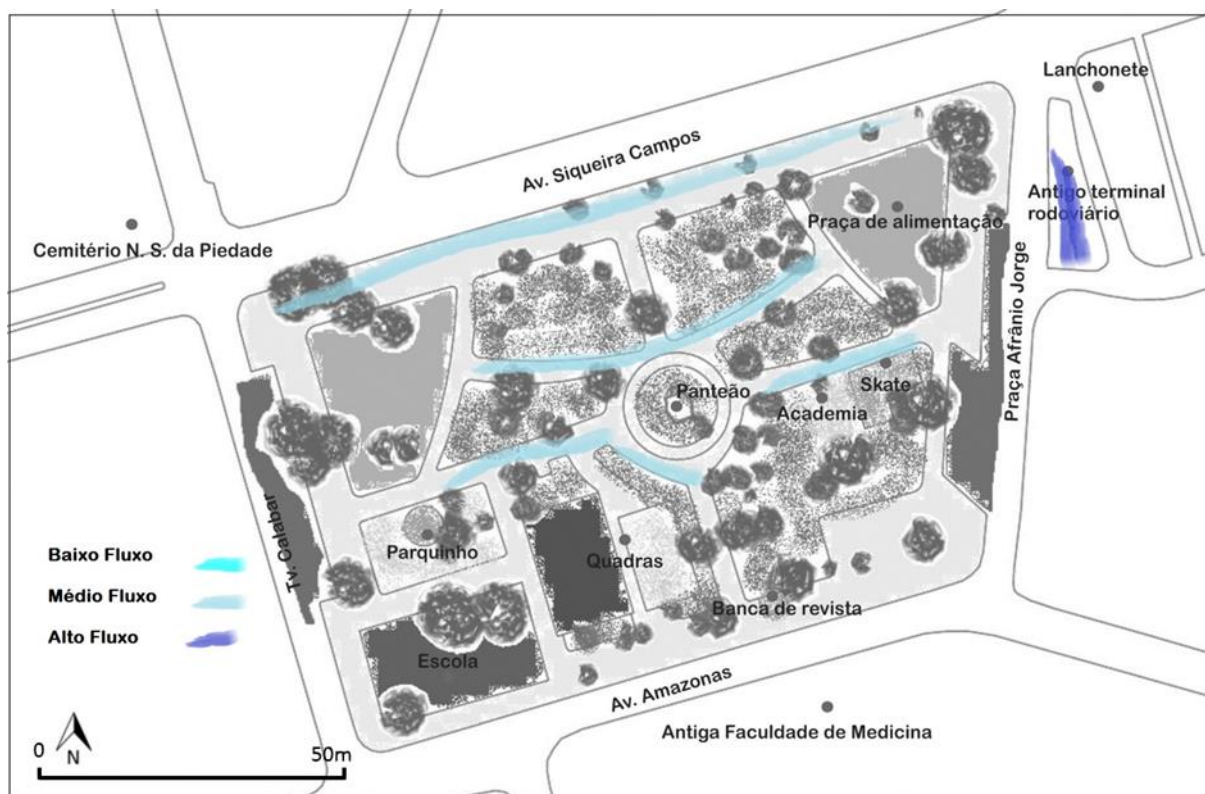 Lanchonete
Av. Siqueira Campos
Antigo terminal
rodoviário
Praça de alimentação
Cemitério N. S. da Piedade
Praça Afrânio Jorge
Skate
Panteão
Academia
Tv. Calabar
Parquinho
Quadras
Banca de revista
Escola
Av. Amazonas
Antiga Faculdade de Medicina
Baixo Fluxo
Médio Fluxo
Alto Fluxo
N
0 50m